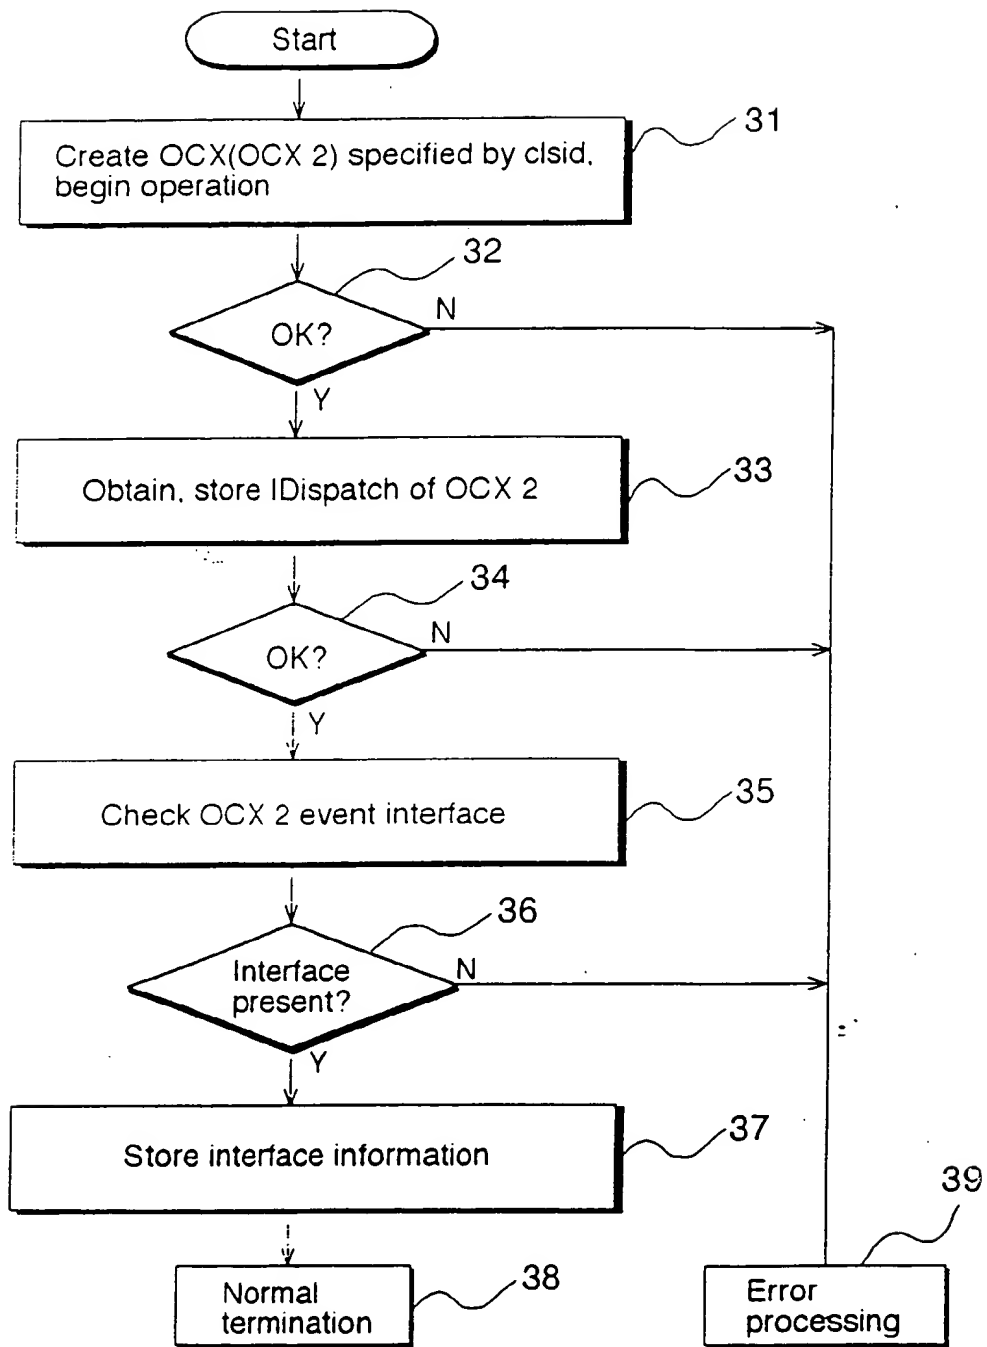 Start
31
Create OCX(OCX 2) specified by clsid,
begin operation
32
OK?
N
Y
33
Obtain, store IDispatch of OCX 2
34
OK?
N
Y
35
Check OCX 2 event interface
36
Interface
present?
N
Y
37
Store interface information
38
Normal
termination
39
Error
processing